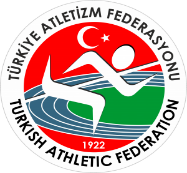 TÜRKİYE ATLETİZM FEDERASYONU
1922
TURKISH ATHLETIC FEDERATION